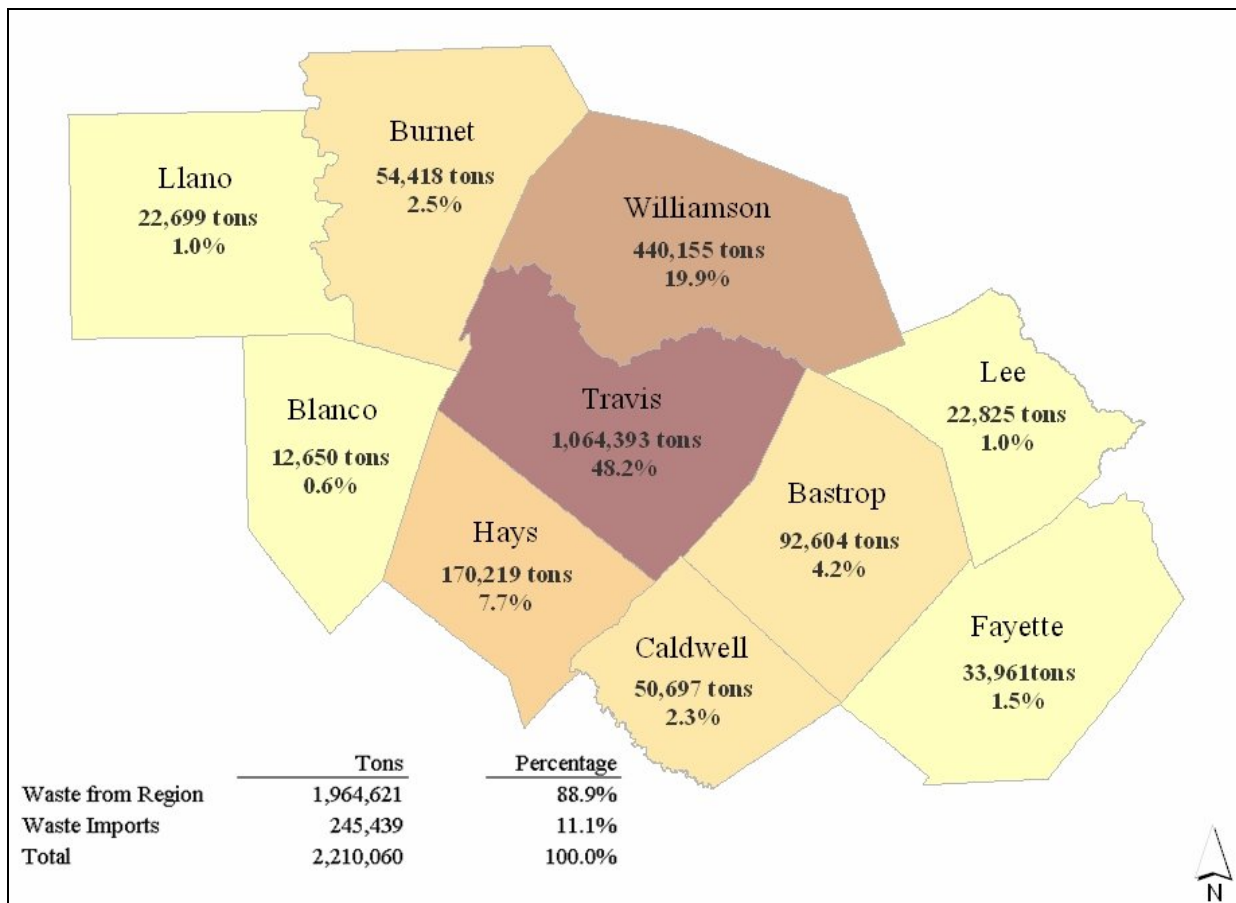 Burnet
54,418 tons
2.5%
Llano
22,699 tons
1.0%
Williamson
440,155 tons
19.9%
Lee
22,825 tons
1.0%
Travis
1,064,393 tons
48.2%
Blanco
12,650 tons
0.6%
Bastrop
92,604 tons
4.2%
Hays
170,219 tons
7.7%
Fayette
33,961tons
1.5%
Caldwell
50,697 tons
2.3%
Tons Percentage
Waste from Region 1,964,621 88.9%
Waste Imports 245,439 11.1%
Total 2,210,060 100.0%
N